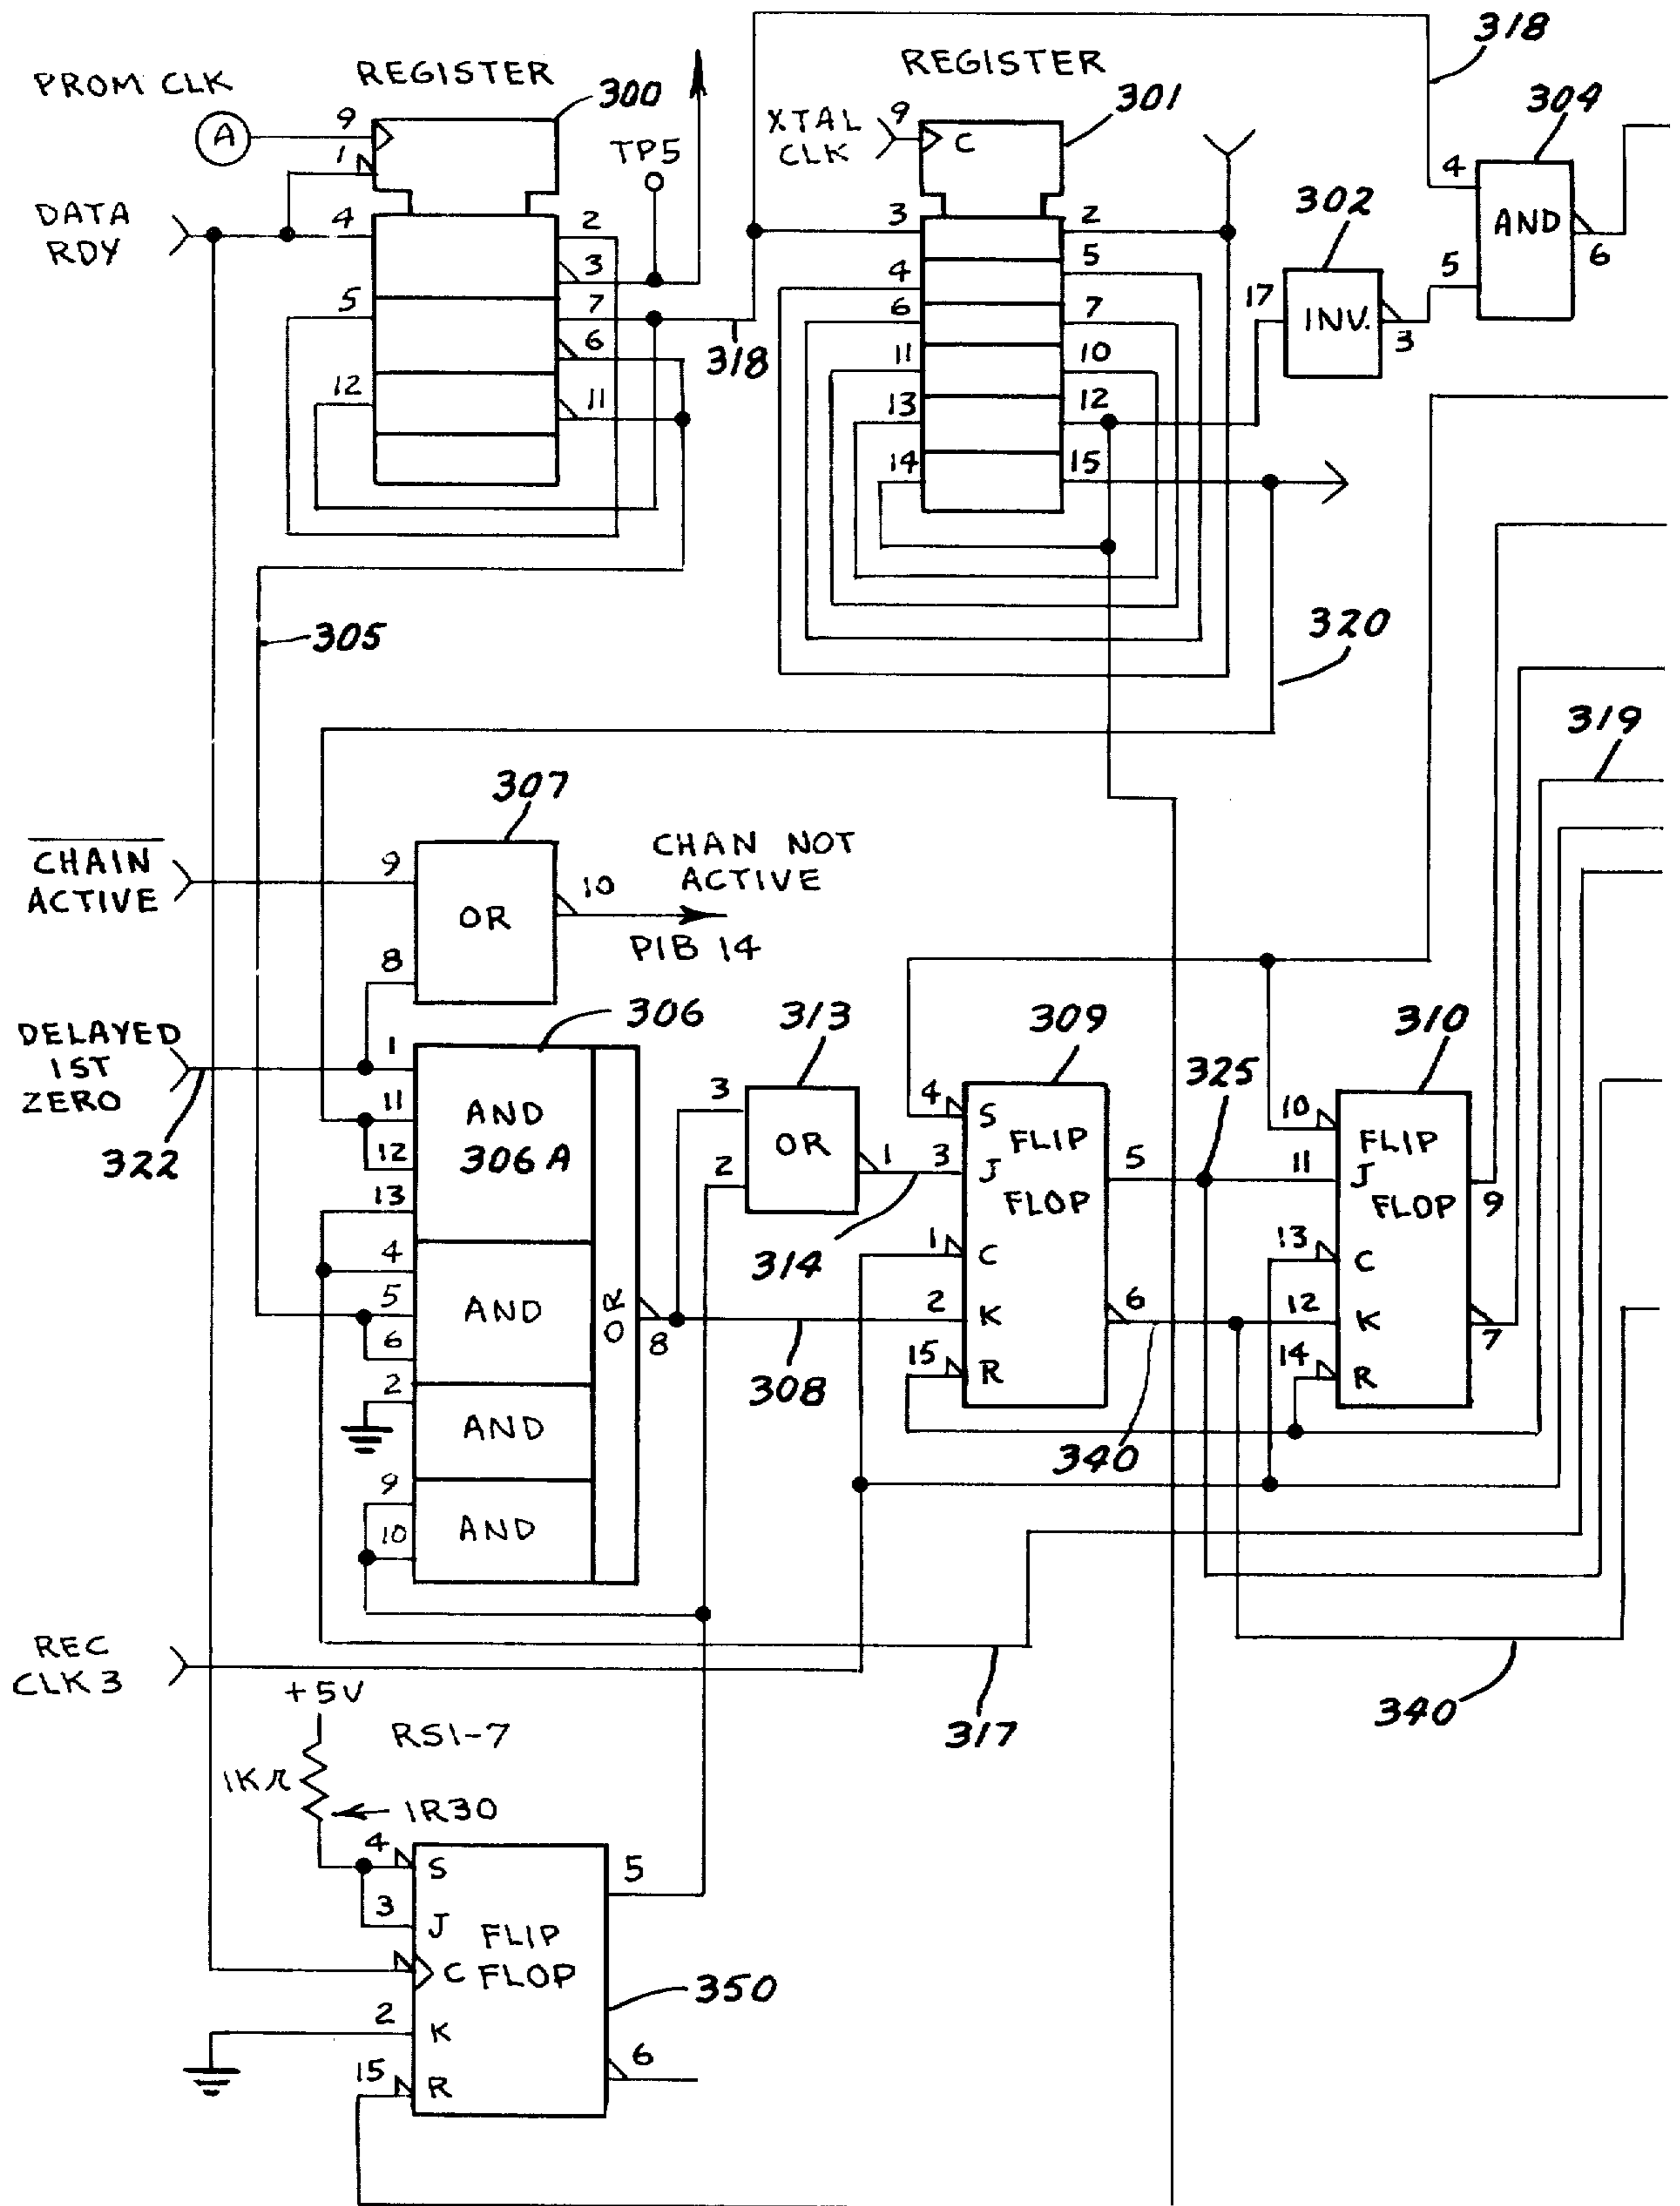 318
PROM CLK
REGISTER
300
REGISTER
301
304
A
9
1
TP5
XTAL
CLK
9
C
4
AND
5
6
DATA
RDY
4
2
3
5
7
6
318
12
11
3
2
4
5
6
7
11
10
13
12
14
15
302
17
INV.
3
305
320
319
307
CHAIN
ACTIVE
9
OR
10
CHAN NOT
ACTIVE
PIB 14
8
DELAYED
1ST
ZERO
322
306
1
11
AND
306A
12
13
4
5
AND
6
2
AND
9
10
AND
OR
8
308
313
3
OR
2
1
314
309
4
S
FLIP
3
J
FLOP
5
1
C
2
K
6
15
R
325
340
310
10
FLIP
11
J
FLOP
9
13
C
12
K
7
14
R
REC
CLK 3
317
340
+5V
RS1-7
1KΩ
1R30
4
S
5
3
J
FLIP
C
FLOP
350
2
K
6
15
R